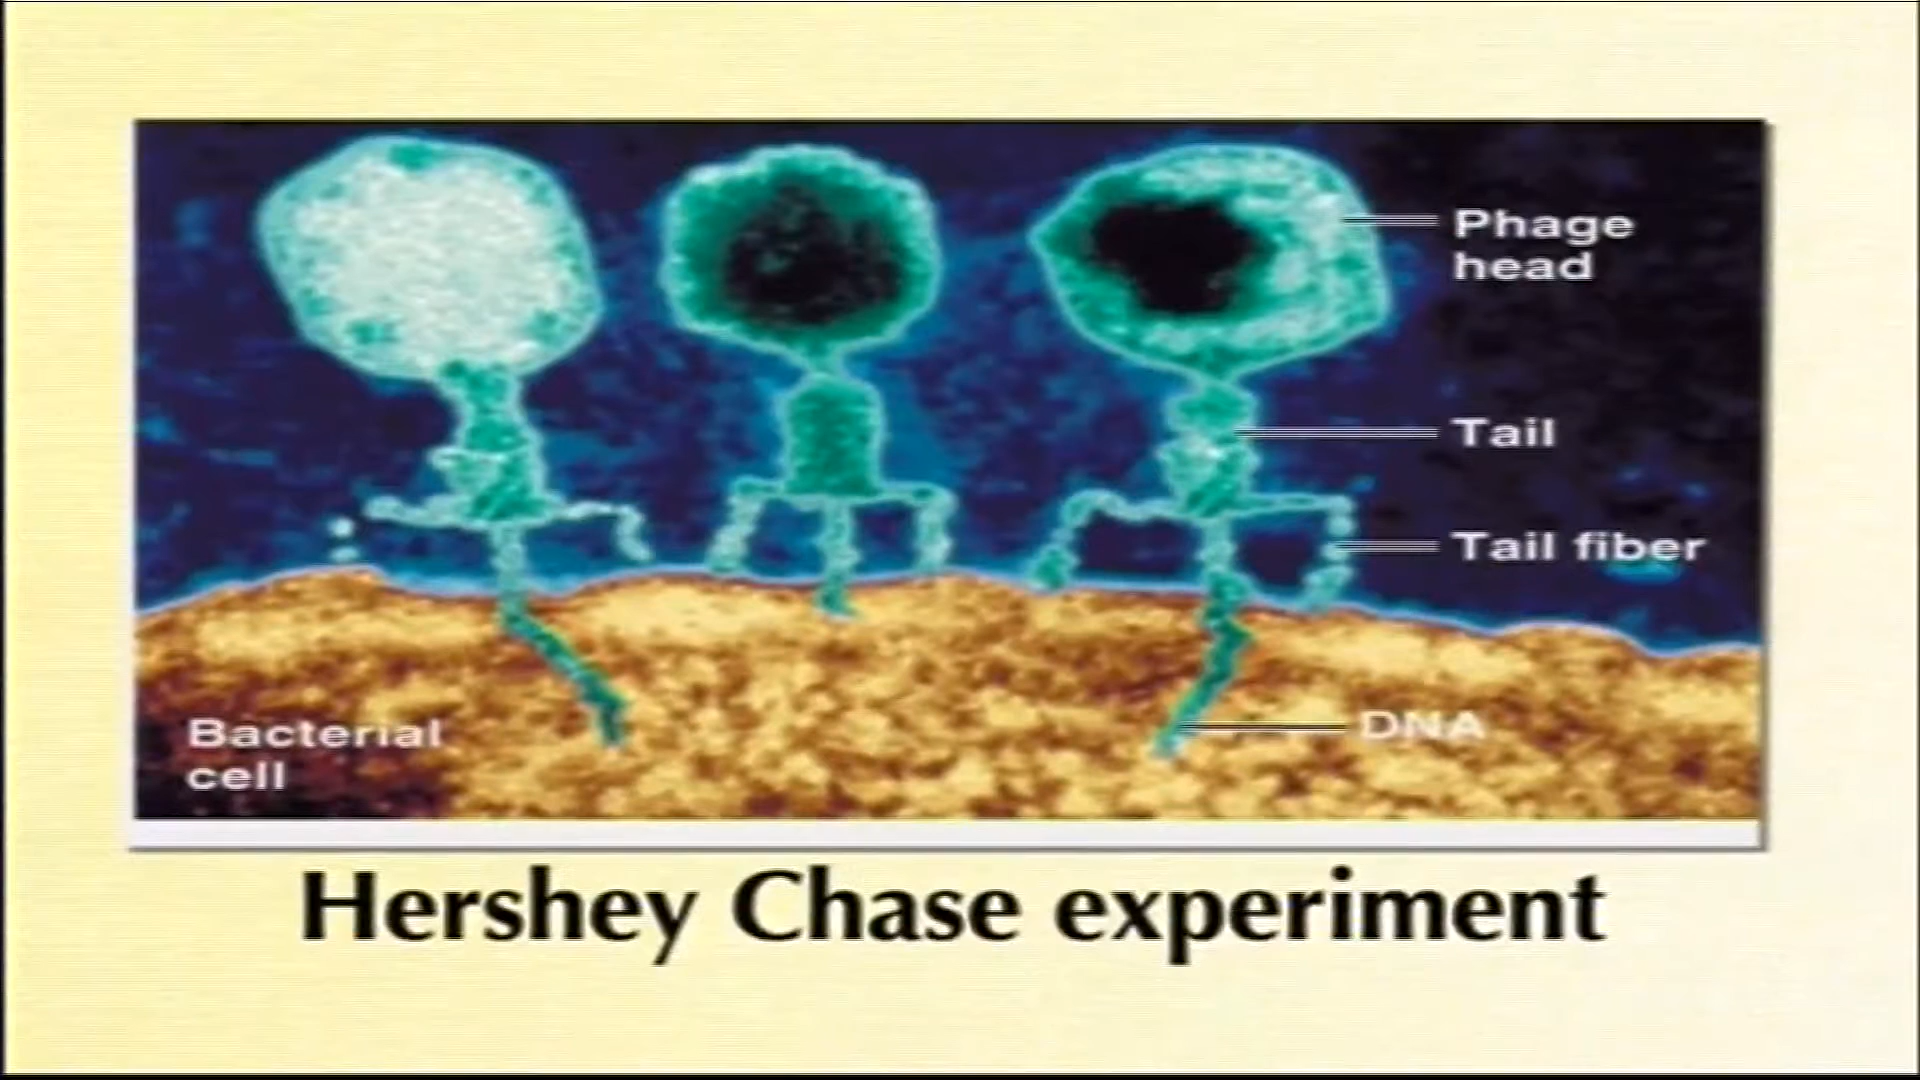 Phage
head
Tail
Tail fiber
DNA
Bacterial
cell
Hershey Chase experiment